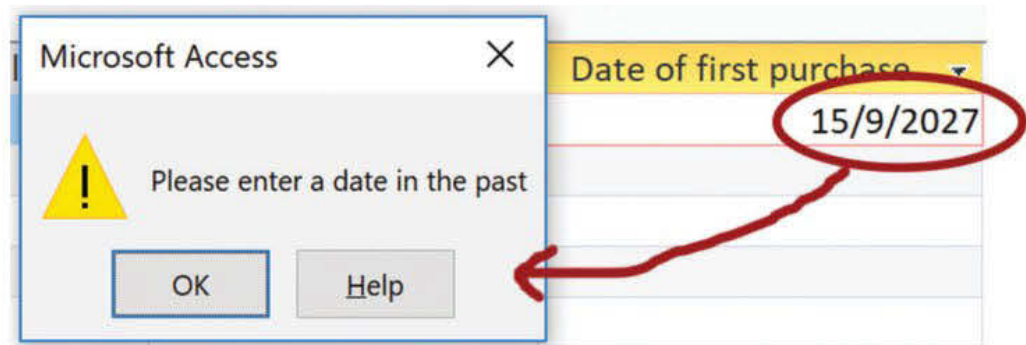 Microsoft Access
Date of first purchase
15/9/2027
Please enter a date in the past
OK
Help